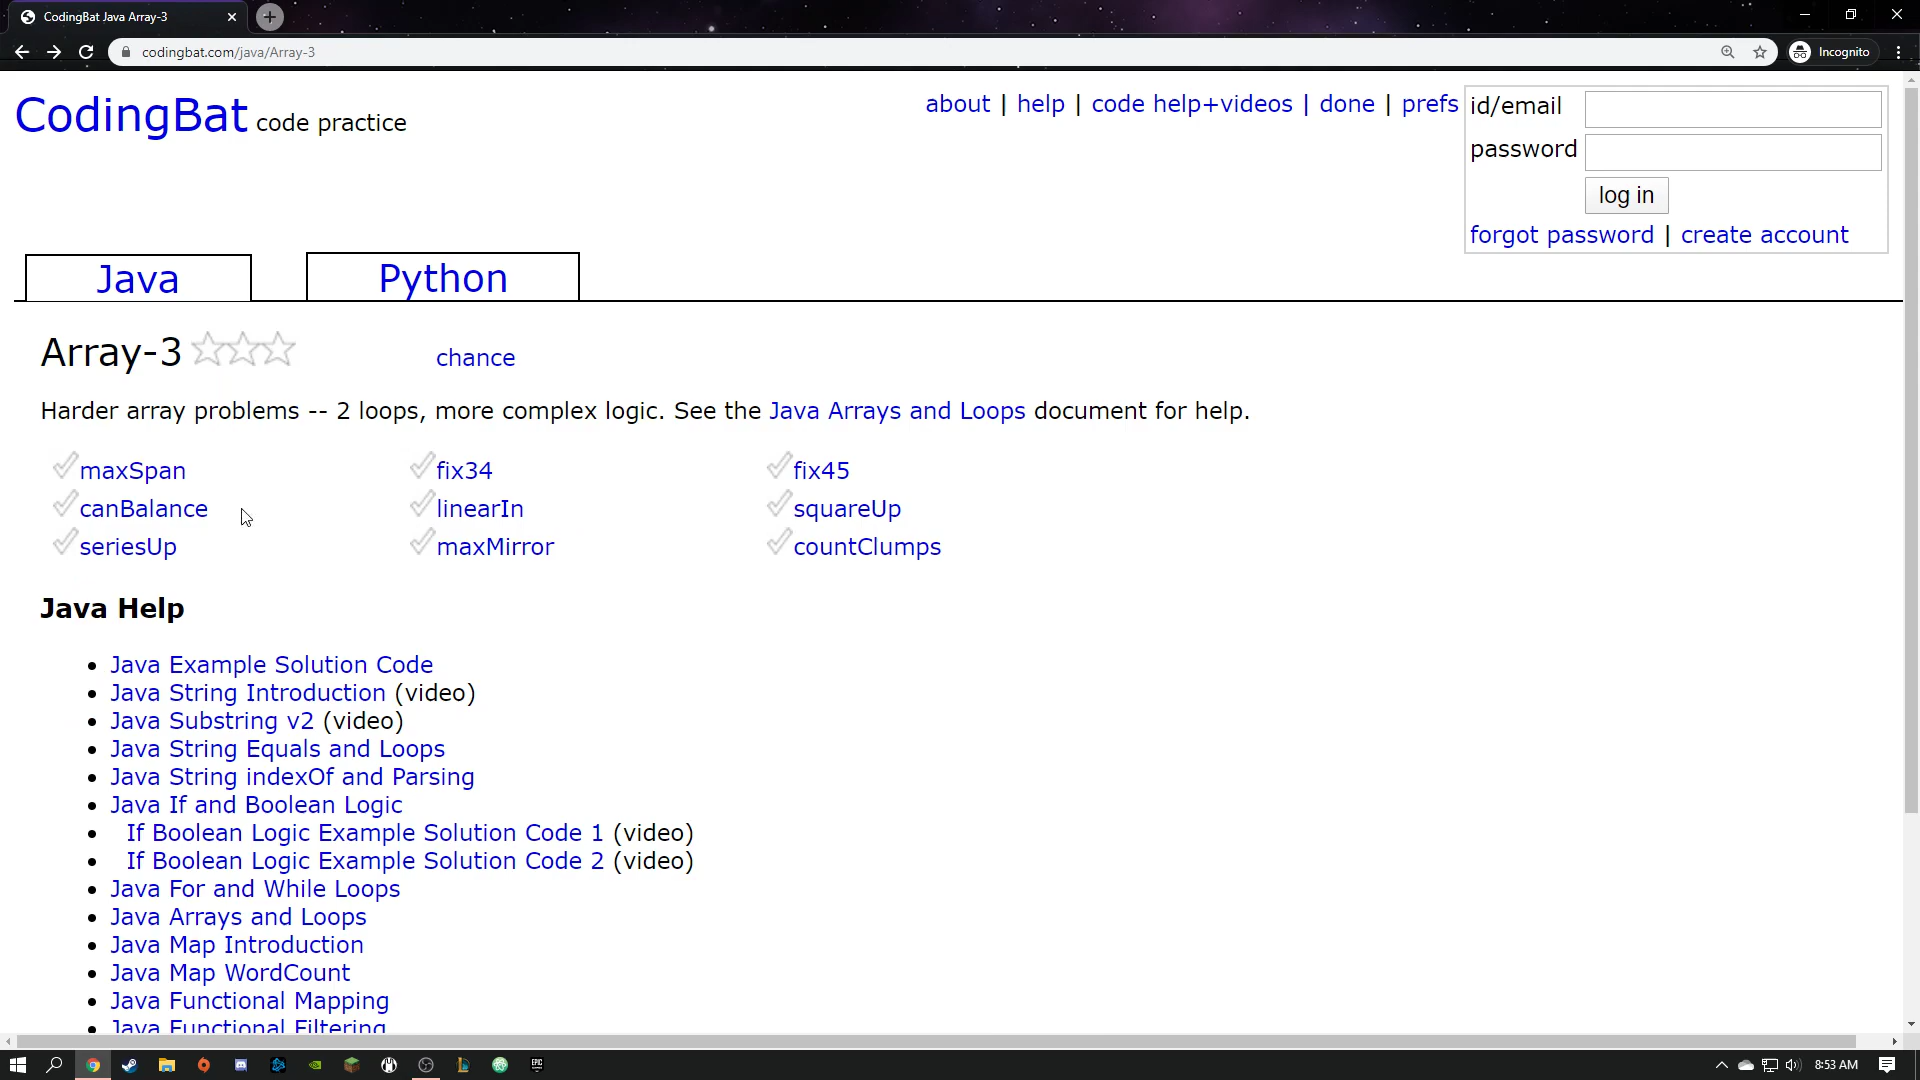 CodingBat Java Array-3
codingbat.com/java/Array-3
Incognito
CodingBat code practice
about | help | code help+videos | done | prefs
id/email
password
log in
forgot password | create account
Java
Python
Array-3
chance
Harder array problems -- 2 loops, more complex logic. See the Java Arrays and Loops document for help.
maxSpan fix34 fix45
canBalance linearIn squareUp
seriesUp maxMirror countClumps
Java Help
Java Example Solution Code
Java String Introduction (video)
Java Substring v2 (video)
Java String Equals and Loops
Java String indexOf and Parsing
Java If and Boolean Logic
If Boolean Logic Example Solution Code 1 (video)
If Boolean Logic Example Solution Code 2 (video)
Java For and While Loops
Java Arrays and Loops
Java Map Introduction
Java Map WordCount
Java Functional Mapping
Java Functional Filtering
EPIC
8:53 AM